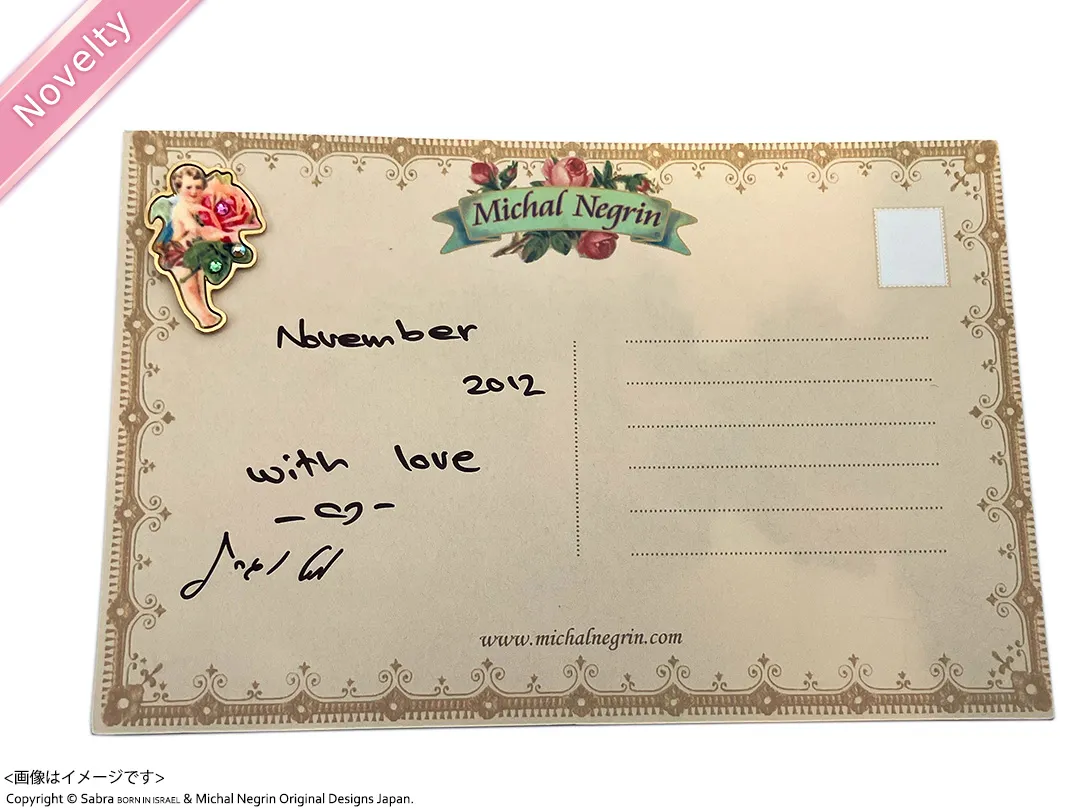 Novelty
Michal Negrin
November
2012
with love
www.michalnegrin.com
<画像はイメージです>
Copyright © Sabra BORN IN ISRAEL & Michal Negrin Original Designs Japan.